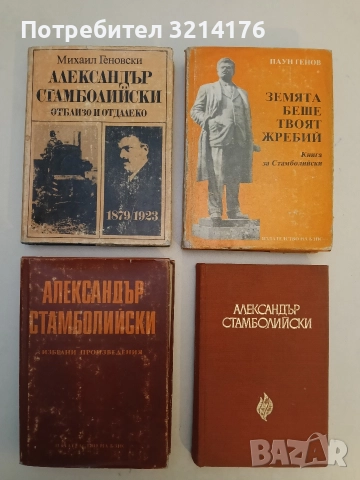 Антиквариат 3214176
Михаил Геновски
АЛЕКСАНДЪР
СТАМБОЛИЙСКИ
ОТБЛИЗО И ОТДАЛЕКО
1879/1923
ПАУН ГЕНОВ
ЗЕМЯТА
БЕШЕ
ТВОЯТ
ЖРЕБИЙ
Книга
за Стамболийски
АЛЕКСАНДЪР
СТАМБОЛИЙСКИ
ИЗБРАНИ ПРОИЗВЕДЕНИЯ
АЛЕКСАНДЪР
СТАМБОЛИЙСКИ
BAZAR